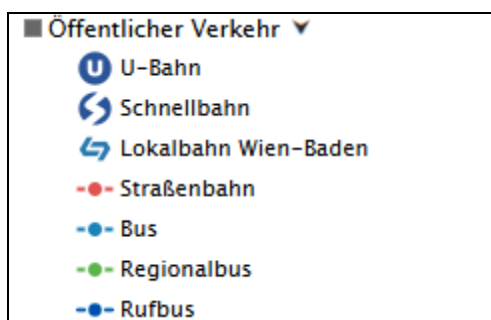 Öffentlicher Verkehr
U U-Bahn
Schnellbahn
Lokalbahn Wien-Baden
Straßenbahn
Bus
Regionalbus
Rufbus